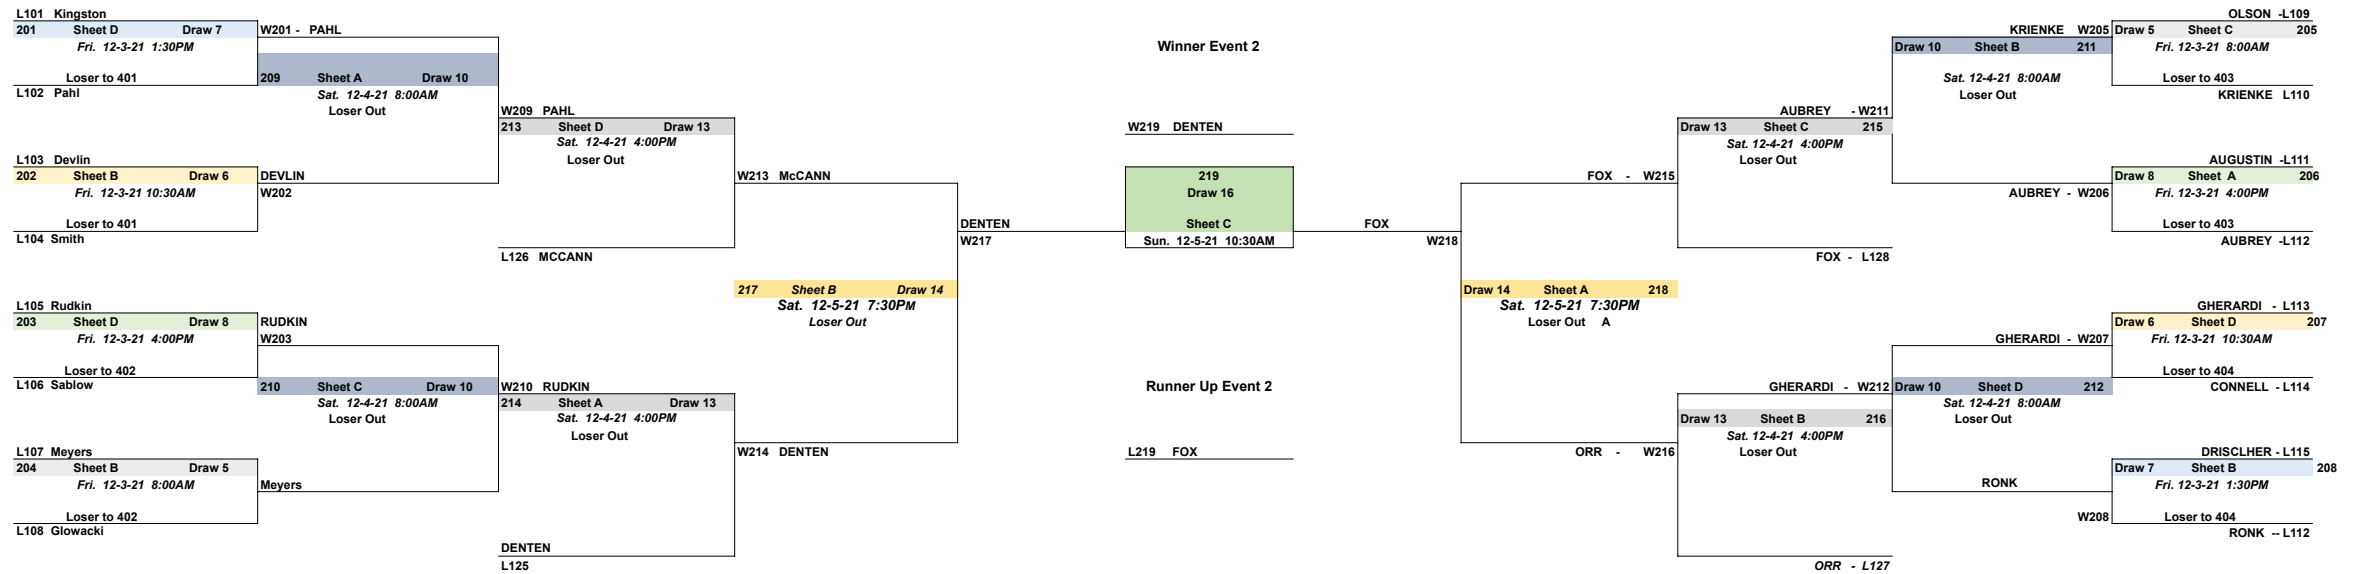 L101 Kingston
201 Sheet D Draw 7
Fri. 12-3-21 1:30PM
Loser to 401
L102 Pahl
W201 - PAHL
209 Sheet A Draw 10
Sat. 12-4-21 8:00AM
Loser Out
L103 Devlin
202 Sheet B Draw 6
Fri. 12-3-21 10:30AM
Loser to 401
L104 Smith
DEVLIN
W202
W209 PAHL
213 Sheet D Draw 13
Sat. 12-4-21 4:00PM
Loser Out
L126 MCCANN
W213 McCANN
L105 Rudkin
203 Sheet D Draw 8
Fri. 12-3-21 4:00PM
Loser to 402
L106 Sablow
RUDKIN
W203
210 Sheet C Draw 10
Sat. 12-4-21 8:00AM
Loser Out
L107 Meyers
204 Sheet B Draw 5
Fri. 12-3-21 8:00AM
Loser to 402
L108 Glowacki
Meyers
W210 RUDKIN
214 Sheet A Draw 13
Sat. 12-4-21 4:00PM
Loser Out
DENTEN
L125
W214 DENTEN
217 Sheet B Draw 14
Sat. 12-5-21 7:30PM
Loser Out
DENTEN
W217
Winner Event 2
W219 DENTEN
219
Draw 16
Sheet C
Sun. 12-5-21 10:30AM
Runner Up Event 2
L219 FOX
FOX
W218
Draw 14 Sheet A 218
Sat. 12-5-21 7:30PM
Loser Out A
FOX - W215
AUBREY - W211
Draw 13 Sheet C 215
Sat. 12-4-21 4:00PM
Loser Out
FOX - L128
KRIENKE W205
Draw 10 Sheet B 211
Sat. 12-4-21 8:00AM
Loser Out
AUBREY - W206
OLSON -L109
Draw 5 Sheet C 205
Fri. 12-3-21 8:00AM
Loser to 403
KRIENKE L110
AUGUSTIN -L111
Draw 8 Sheet A 206
Fri. 12-3-21 4:00PM
Loser to 403
AUBREY -L112
ORR - W216
GHERARDI - W212
Draw 13 Sheet B 216
Sat. 12-4-21 4:00PM
Loser Out
ORR - L127
GHERARDI - W207
Draw 10 Sheet D 212
Sat. 12-4-21 8:00AM
Loser Out
RONK
W208
GHERARDI - L113
Draw 6 Sheet D 207
Fri. 12-3-21 10:30AM
Loser to 404
CONNELL - L114
DRISCLHER - L115
Draw 7 Sheet B 208
Fri. 12-3-21 1:30PM
Loser to 404
RONK -- L112